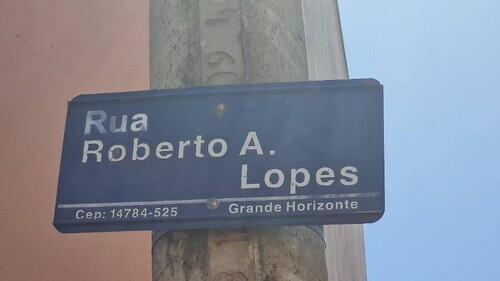 Rua
Roberto A.
Lopes
Cep: 14784-525 Grande Horizonte